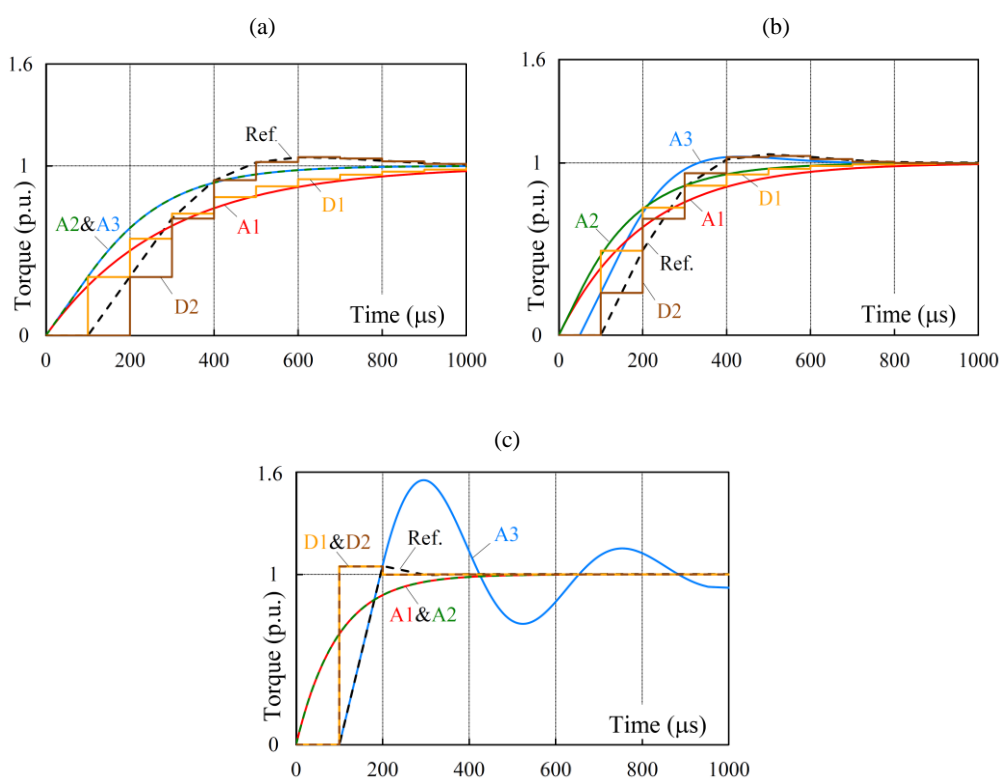 (a)
1.6
Ref.
1
A2&A3
A1
D1
D2
Torque (p.u.)
Time (μs)
0
0 200 400 600 800 1000
(b)
1.6
A3
1
A2
A1
D1
Ref.
D2
Torque (p.u.)
Time (μs)
0
0 200 400 600 800 1000
(c)
1.6
D1&D2
Ref.
A3
1
A1&A2
Torque (p.u.)
Time (μs)
0
0 200 400 600 800 1000